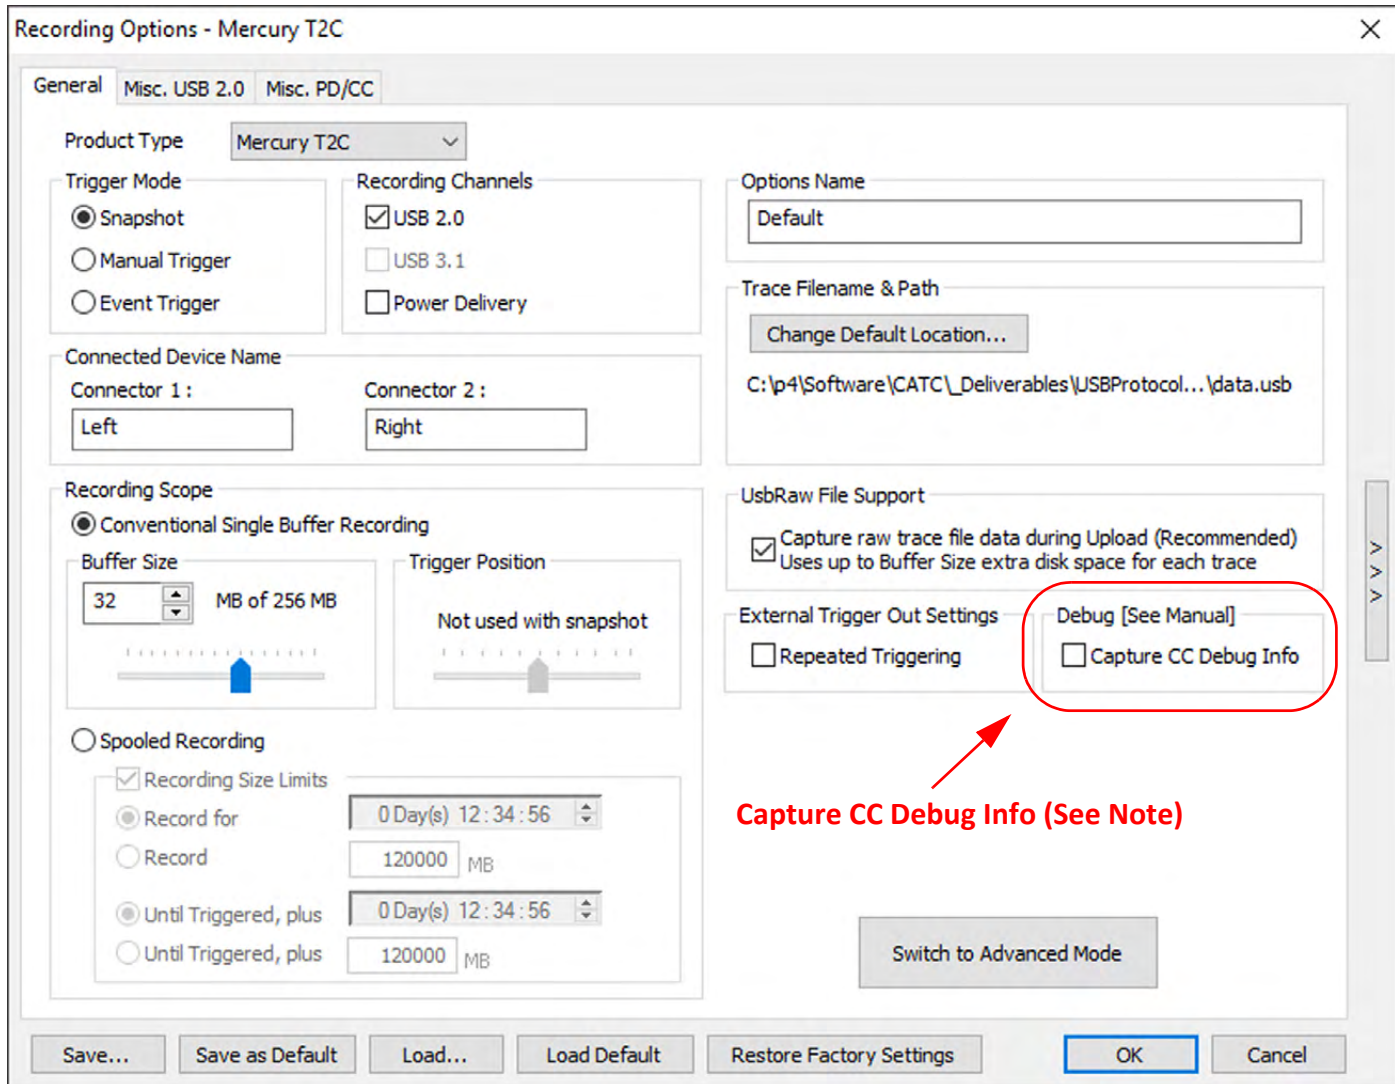 Recording Options - Mercury T2C
General
Misc. USB 2.0
Misc. PD/CC
Product Type
Mercury T2C
Trigger Mode
Snapshot
Manual Trigger
Event Trigger
Recording Channels
USB 2.0
USB 3.1
Power Delivery
Connected Device Name
Connector 1 :
Connector 2 :
Left
Right
Recording Scope
Conventional Single Buffer Recording
Buffer Size
32
MB of 256 MB
Trigger Position
Not used with snapshot
Spooled Recording
Recording Size Limits
Record for
0 Day(s) 12 : 34 : 56
Record
120000 MB
Until Triggered, plus
0 Day(s) 12 : 34 : 56
Until Triggered, plus
120000 MB
Options Name
Default
Trace Filename & Path
Change Default Location...
C:\p4\Software\CATC\_Deliverables\USBProtocol...\data.usb
UsbRaw File Support
Capture raw trace file data during Upload (Recommended)
Uses up to Buffer Size extra disk space for each trace
External Trigger Out Settings
Repeated Triggering
Debug [See Manual]
Capture CC Debug Info
Capture CC Debug Info (See Note)
Switch to Advanced Mode
>
>
>
Save...
Save as Default
Load...
Load Default
Restore Factory Settings
OK
Cancel